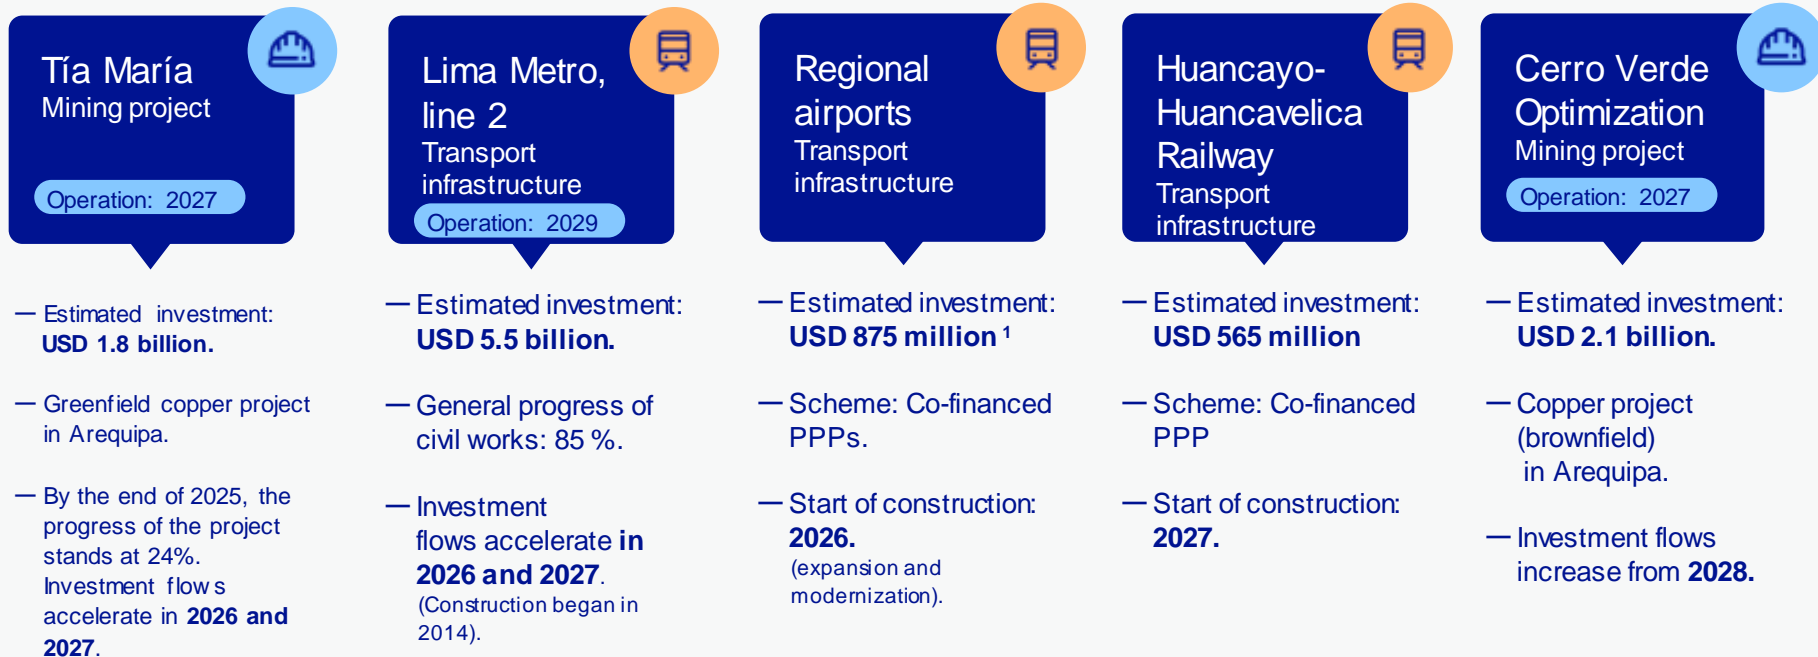 Tía María
Mining project
Operation: 2027
— Estimated investment:
USD 1.8 billion.
— Greenfield copper project
in Arequipa.
— By the end of 2025, the
progress of the project
stands at 24%.
Investment flows
accelerate in 2026 and
2027.
Lima Metro,
line 2
Transport
infrastructure
Operation: 2029
— Estimated investment:
USD 5.5 billion.
— General progress of
civil works: 85 %.
— Investment
flows accelerate in
2026 and 2027.
(Construction began in
2014).
Regional
airports
Transport
infrastructure
— Estimated investment:
USD 875 million ¹
— Scheme: Co-financed
PPPs.
— Start of construction:
2026.
(expansion and
modernization).
Huancayo-
Huancavelica
Railway
Transport
infrastructure
— Estimated investment:
USD 565 million
— Scheme: Co-financed
PPP
— Start of construction:
2027.
Cerro Verde
Optimization
Mining project
Operation: 2027
— Estimated investment:
USD 2.1 billion.
— Copper project
(brownfield)
in Arequipa.
— Investment flows
increase from 2028.